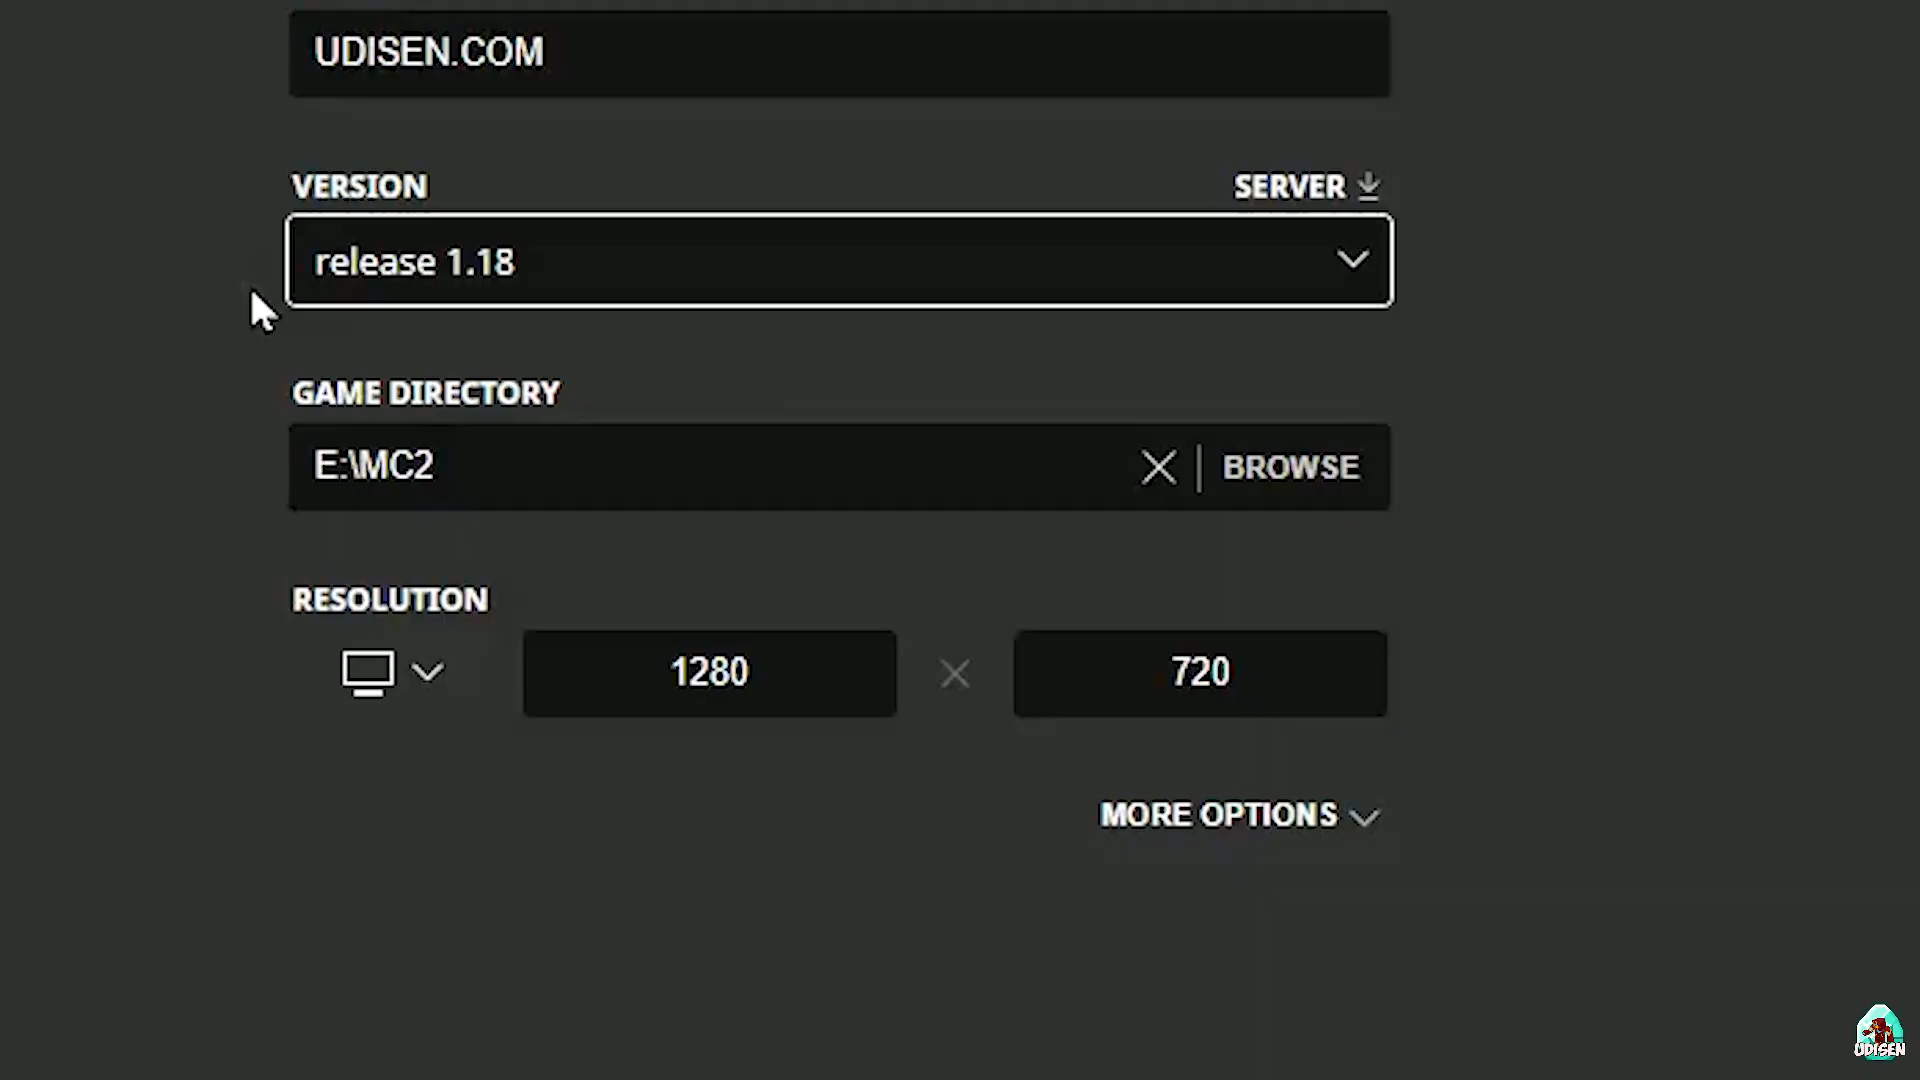 UDISEN.COM
VERSION
SERVER
release 1.18
GAME DIRECTORY
E:\MC2
BROWSE
RESOLUTION
1280
720
MORE OPTIONS
UDISEN